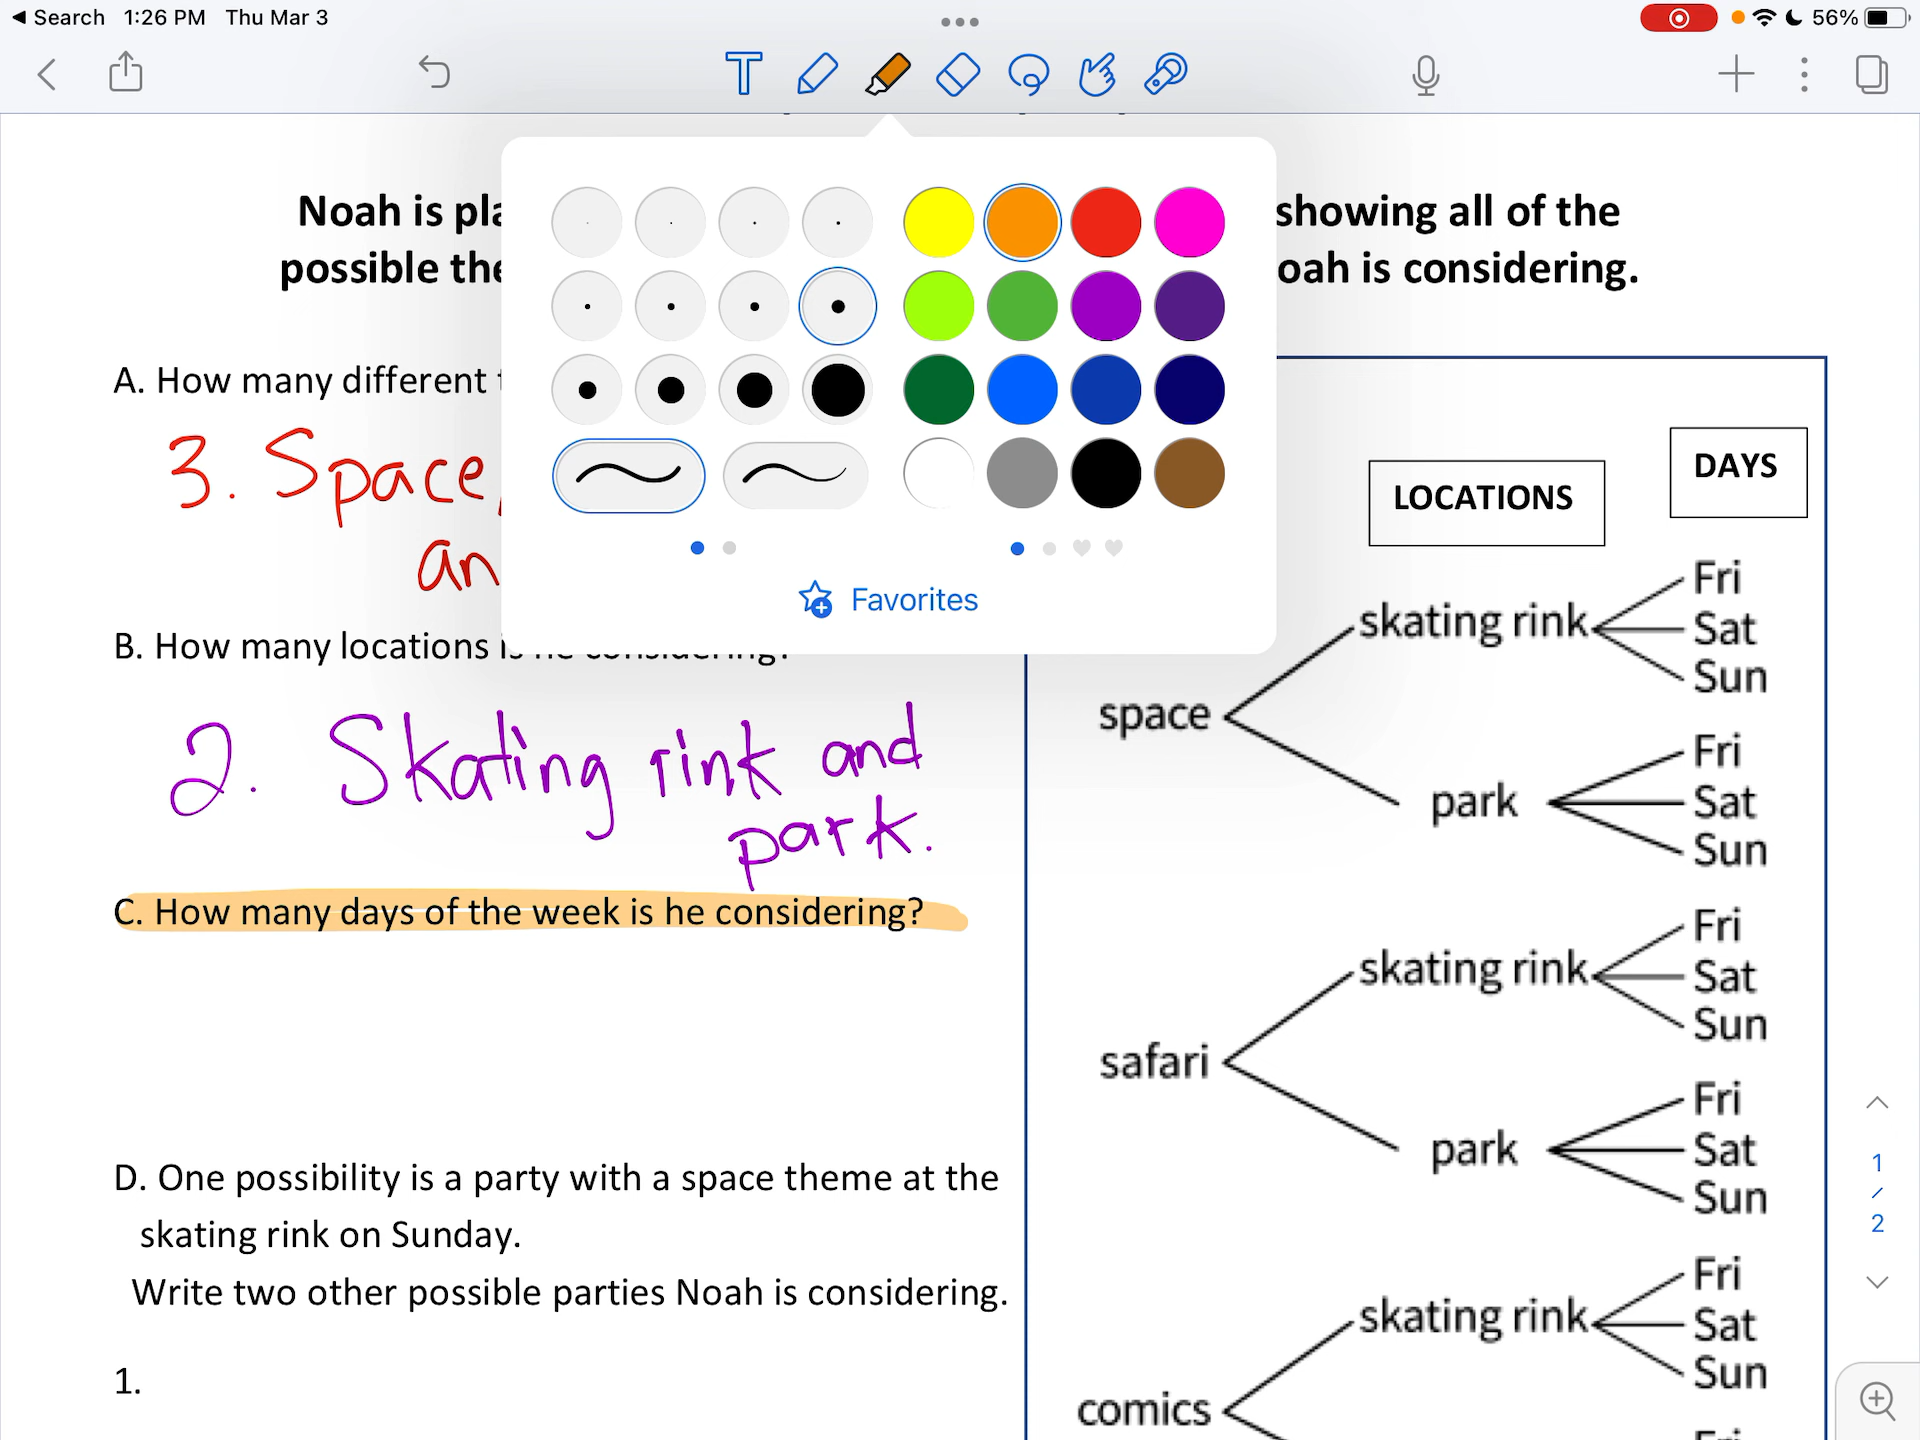 Search 1:26 PM Thu Mar 3
56%
T
Noah is pla
showing all of the
possible the
oah is considering.
A. How many different
3. Space,
an
Favorites
B. How many locations is he considering?
2. Skating rink and
park.
C. How many days of the week is he considering?
D. One possibility is a party with a space theme at the
skating rink on Sunday.
Write two other possible parties Noah is considering.
1.
LOCATIONS
DAYS
space
skating rink
Fri
Sat
Sun
park
Fri
Sat
Sun
safari
skating rink
Fri
Sat
Sun
park
Fri
Sat
Sun
comics
skating rink
Fri
Sat
Sun
Fri
1
/
2